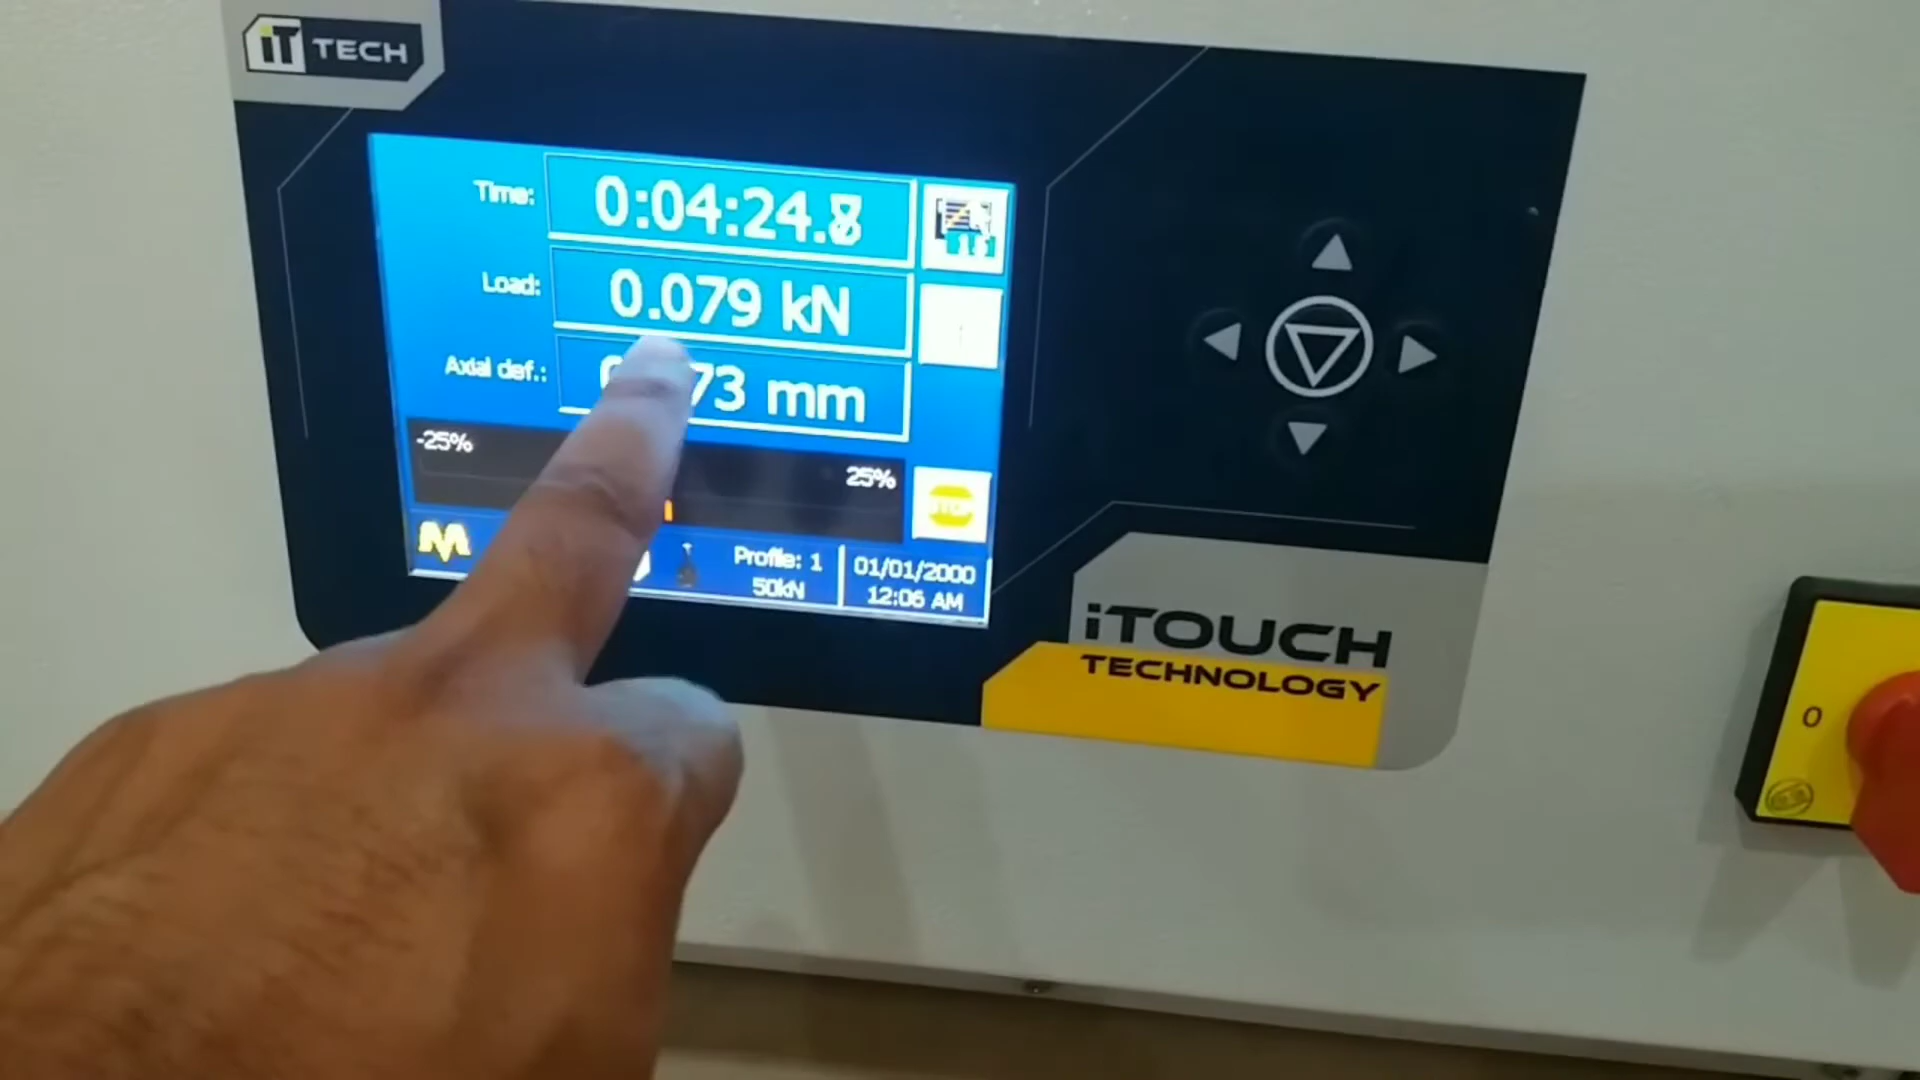 iT TECH
Time: 0:04:24.8
Load: 0.079 kN
Axial def.: mm
-25%
25%
STOP
Profile: 1
50kN
01/01/2000
12:06 AM
iTOUCH
TECHNOLOGY
0